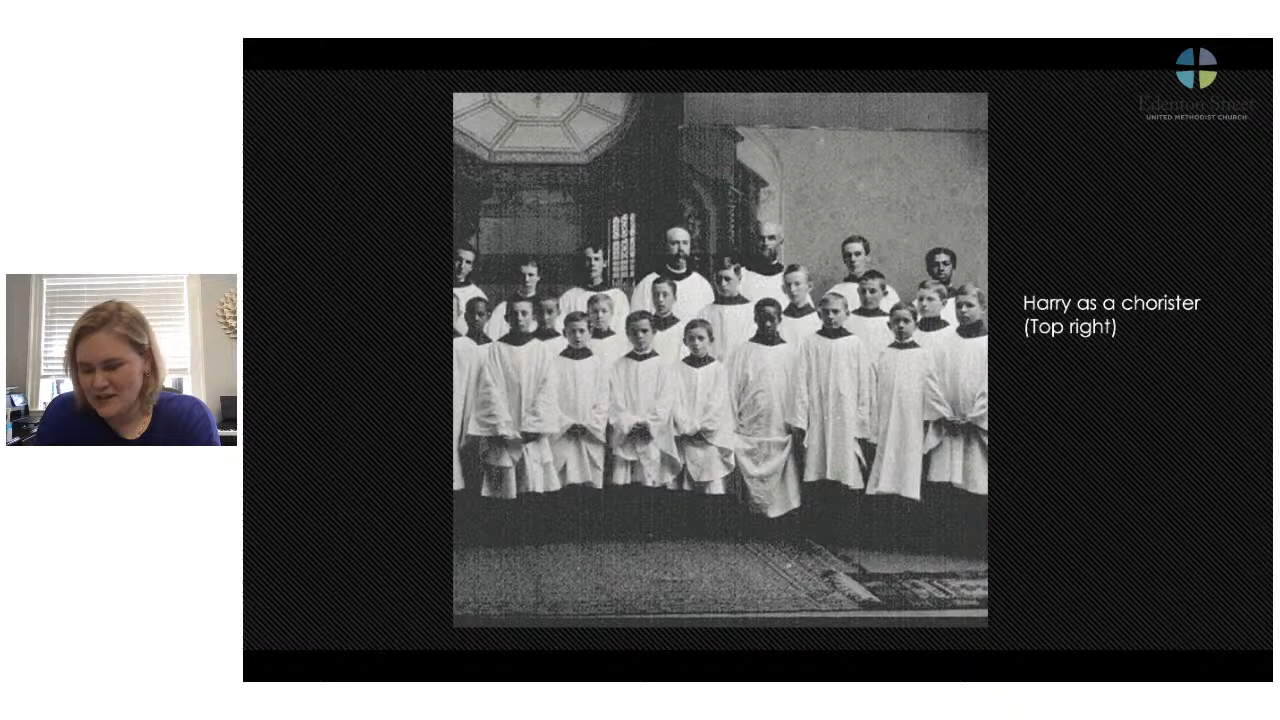 Edenton Street
UNITED METHODIST CHURCH
Harry as a chorister
(Top right)